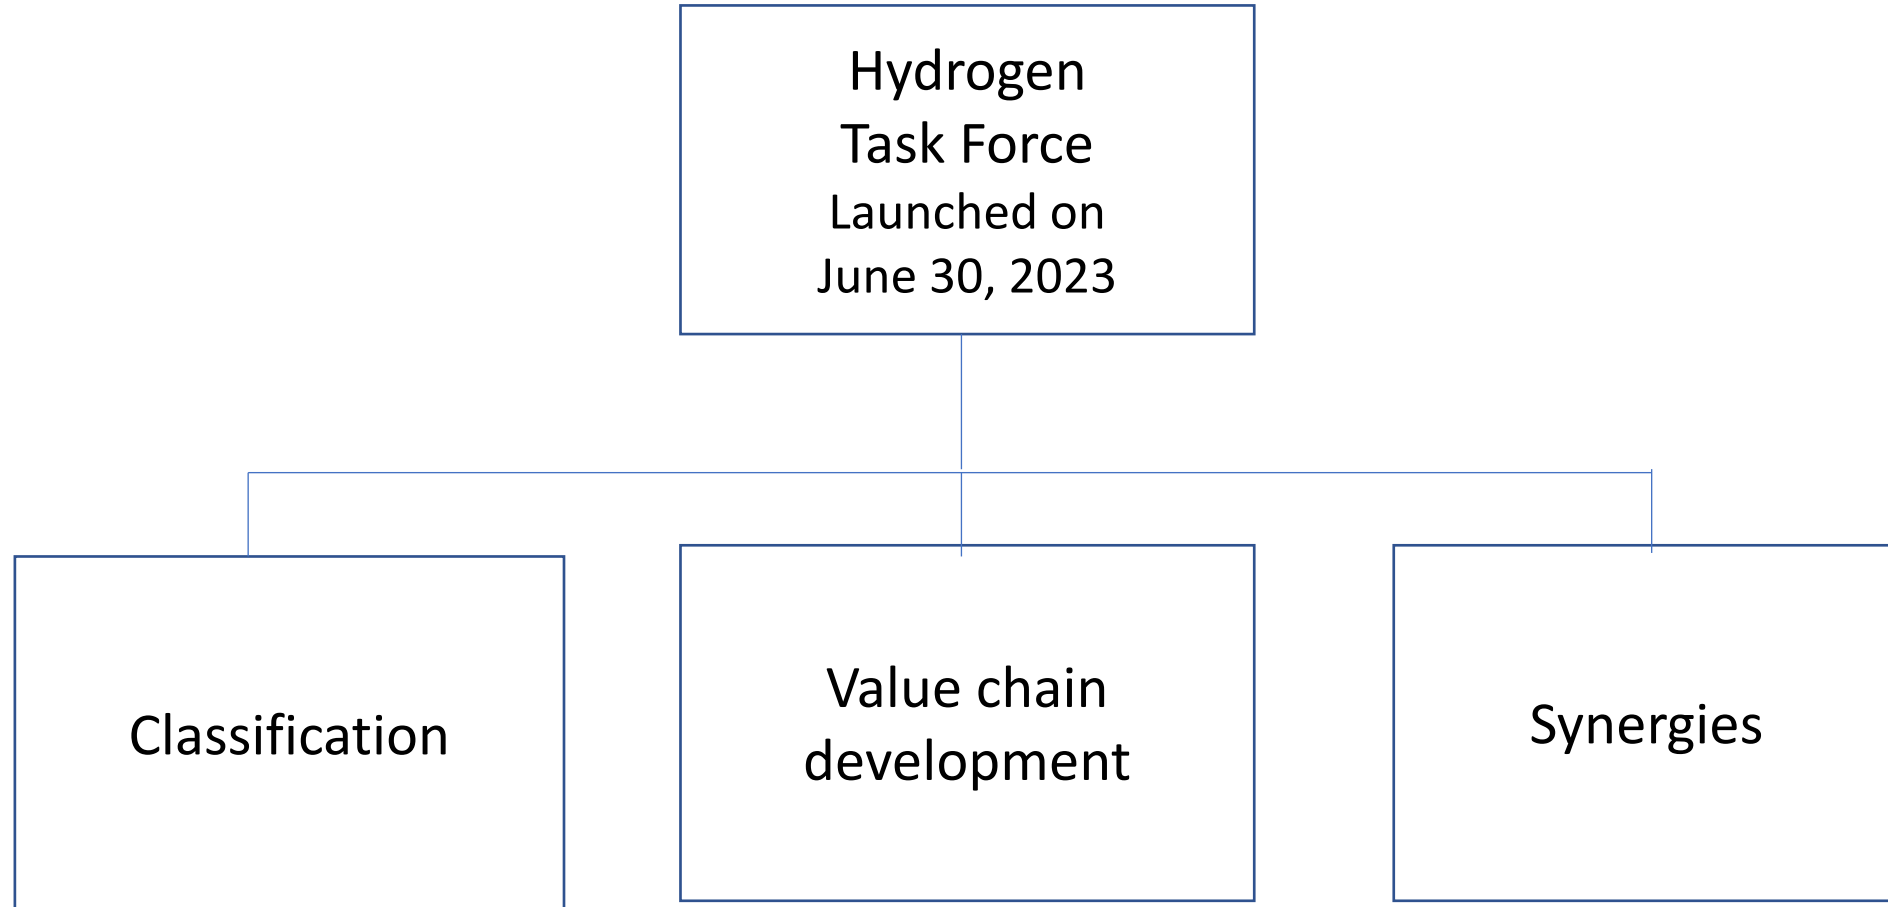 Hydrogen
Task Force
Launched on
June 30, 2023
Classification
Value chain
development
Synergies